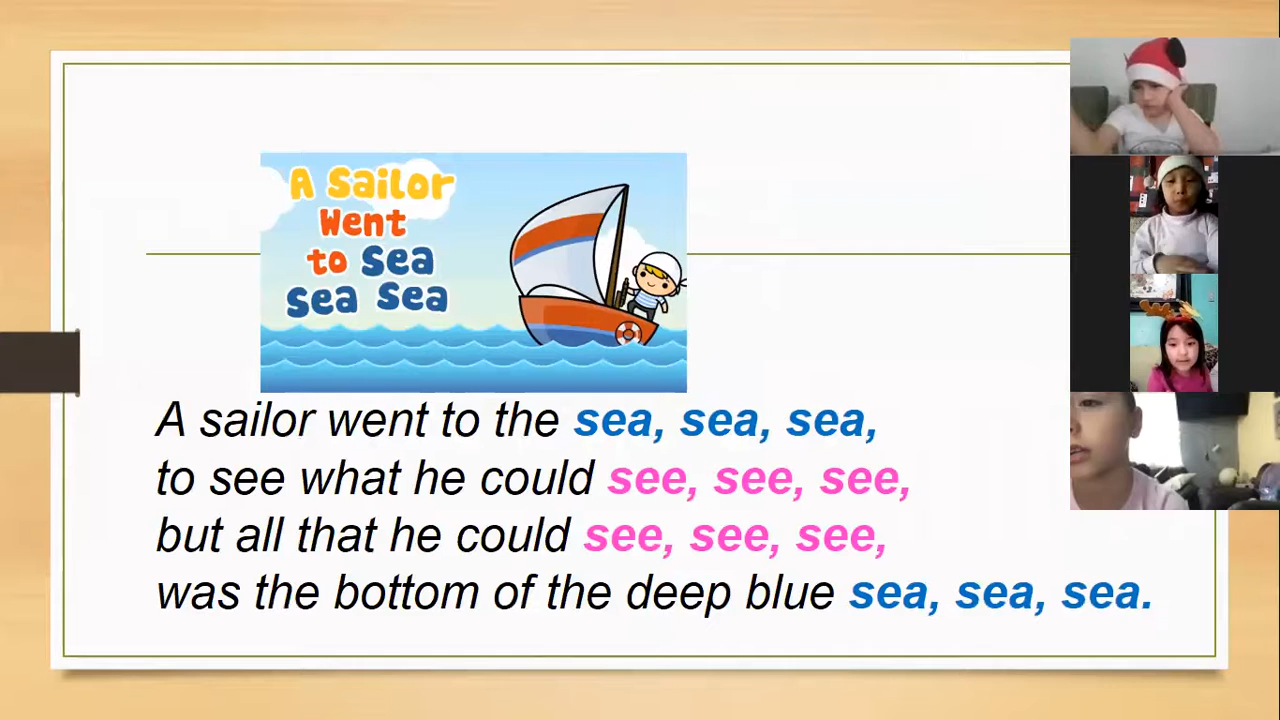 A Sailor
Went
to Sea
Sea Sea
A sailor went to the sea, sea, sea,
to see what he could see, see, see,
but all that he could see, see, see,
was the bottom of the deep blue sea, sea, sea.